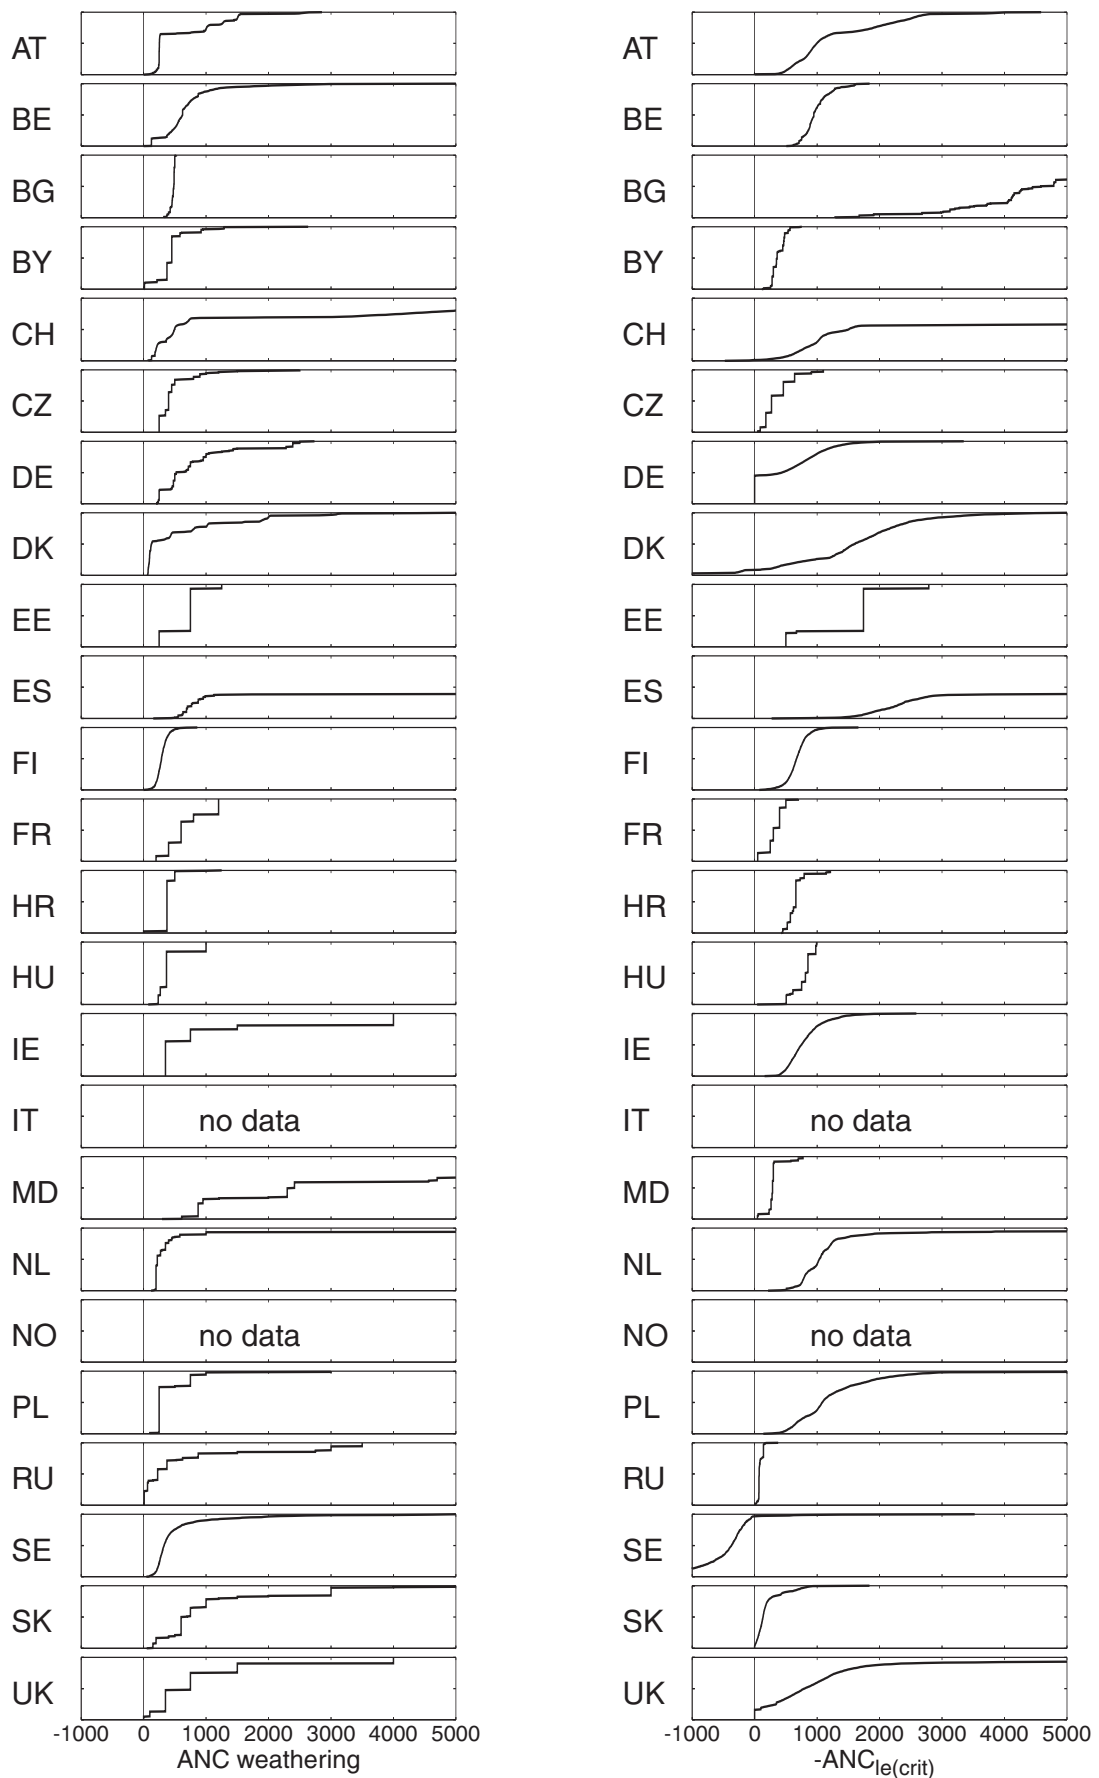 AT AT
BE BE
BG BG
BY BY
CH CH
CZ CZ
DE DE
DK DK
EE EE
ES ES
FI FI
FR FR
HR HR
HU HU
IE IE
IT no data IT no data
MD MD
NL NL
NO no data NO no data
PL PL
RU RU
SE SE
SK SK
UK UK
-1000 0 1000 2000 3000 4000 5000 -1000 0 1000 2000 3000 4000 5000
ANC weathering -ANCle(crit)